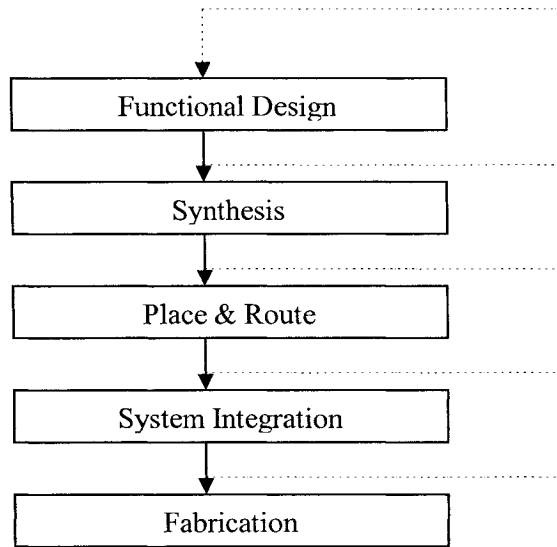 Functional Design
Synthesis
Place & Route
System Integration
Fabrication